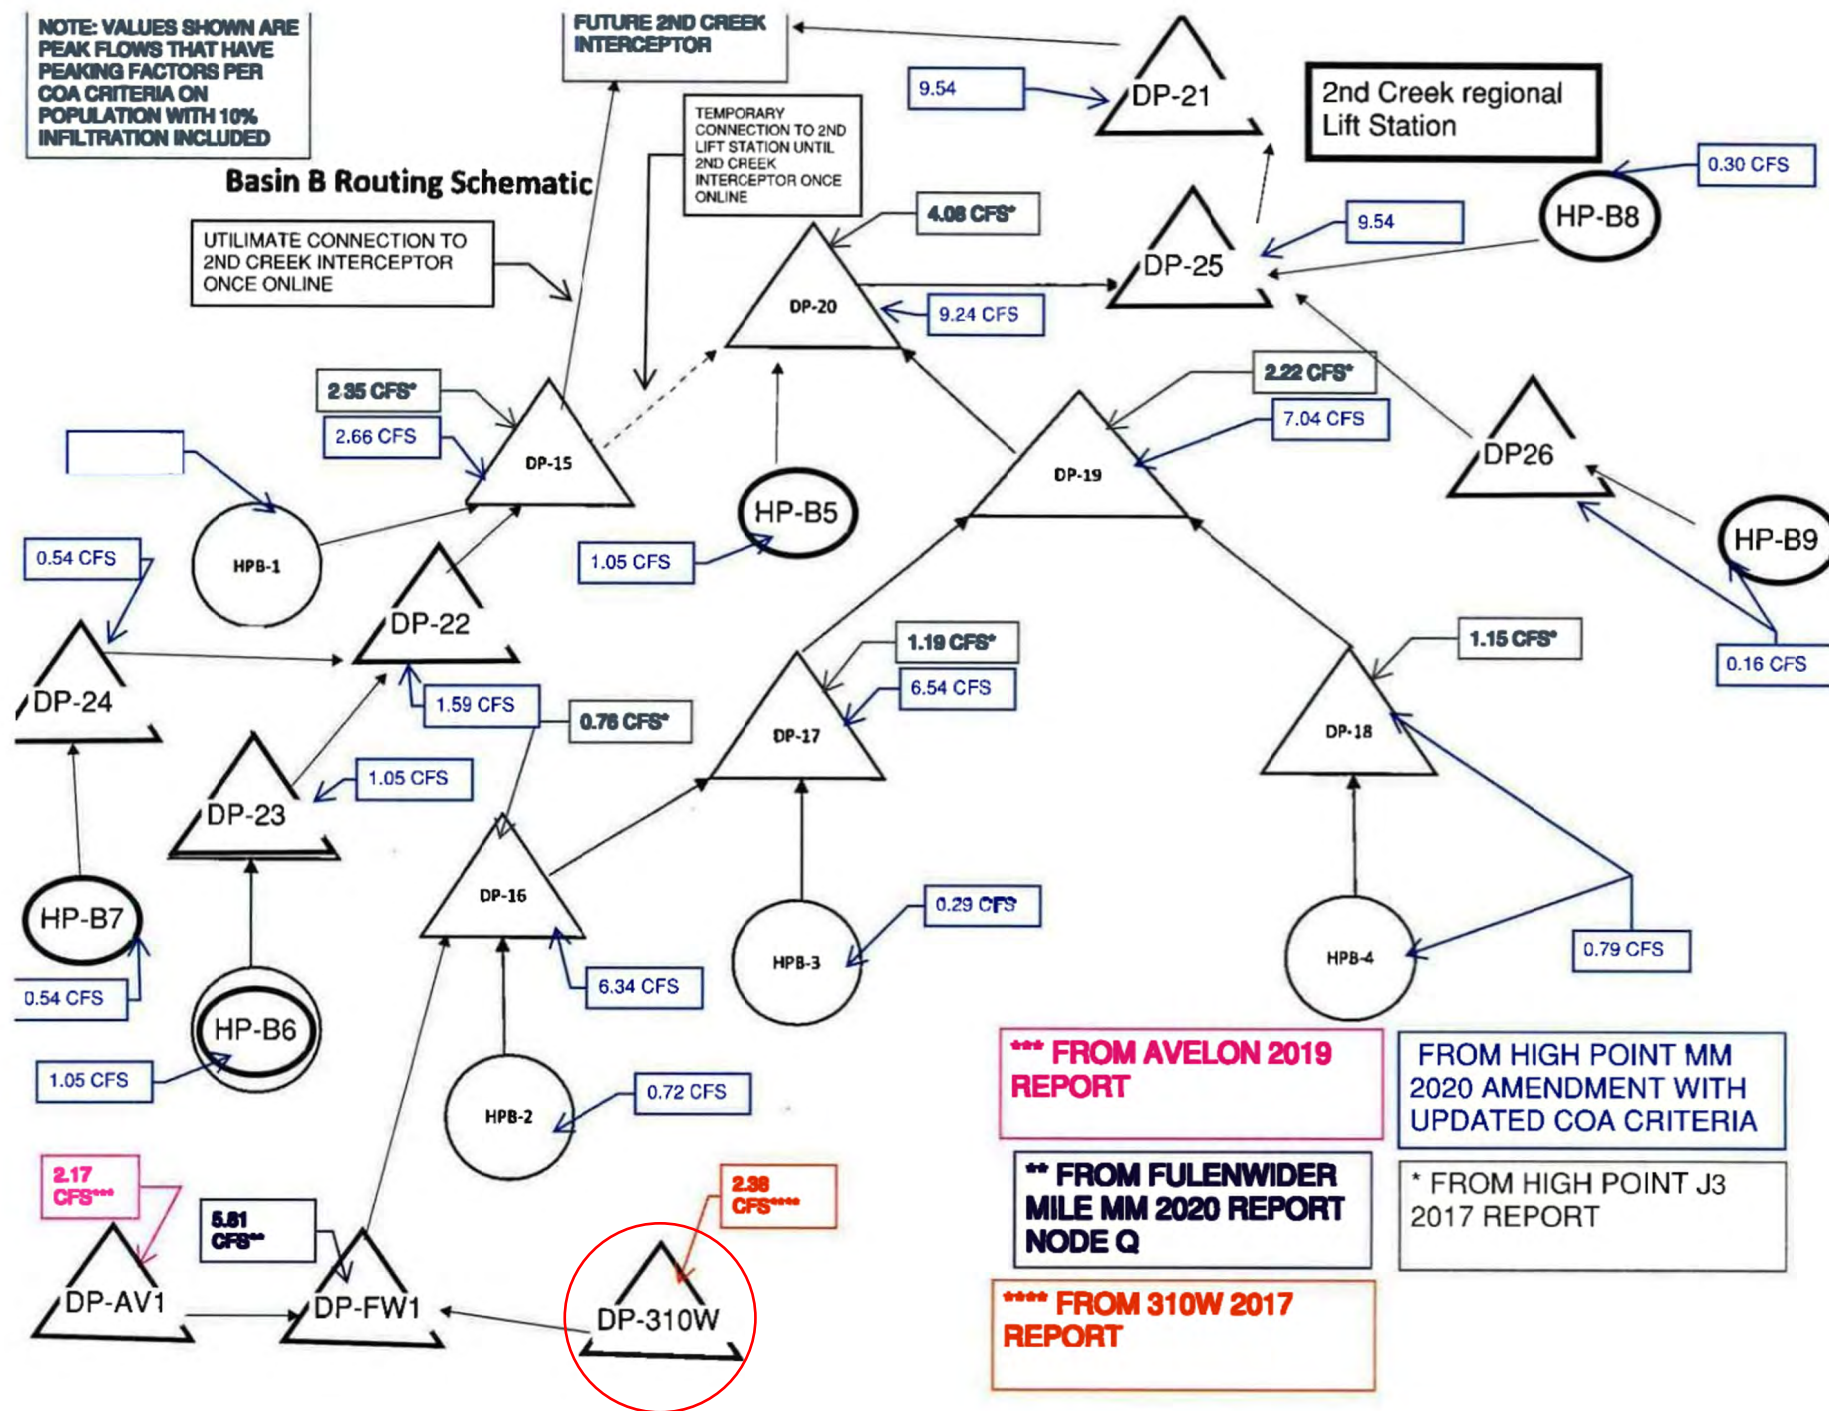 NOTE: VALUES SHOWN ARE
PEAK FLOWS THAT HAVE
PEAKING FACTORS PER
COA CRITERIA ON
POPULATION WITH 10%
INFILTRATION INCLUDED
FUTURE 2ND CREEK
INTERCEPTOR
9.54
DP-21
2nd Creek regional
Lift Station
TEMPORARY
CONNECTION TO 2ND
LIFT STATION UNTIL
2ND CREEK
INTERCEPTOR ONCE
ONLINE
Basin B Routing Schematic
0.30 CFS
HP-B8
4.08 CFS*
9.54
UTILIMATE CONNECTION TO
2ND CREEK INTERCEPTOR
ONCE ONLINE
DP-25
DP-20
9.24 CFS
2.35 CFS*
2.22 CFS*
2.66 CFS
7.04 CFS
DP-15
DP-19
DP26
HP-B5
HP-B9
0.54 CFS
HPB-1
1.05 CFS
DP-22
1.19 CFS*
1.15 CFS*
0.16 CFS
DP-24
1.59 CFS
0.76 CFS*
6.54 CFS
DP-17
DP-18
1.05 CFS
DP-23
DP-16
HP-B7
0.29 CFS
0.79 CFS
HPB-3
HPB-4
0.54 CFS
6.34 CFS
HP-B6
1.05 CFS
0.72 CFS
HPB-2
*** FROM AVELON 2019
REPORT
FROM HIGH POINT MM
2020 AMENDMENT WITH
UPDATED COA CRITERIA
2.17
CFS***
5.81
CFS**
2.38
CFS****
** FROM FULENWIDER
MILE MM 2020 REPORT
NODE Q
* FROM HIGH POINT J3
2017 REPORT
DP-AV1
DP-FW1
DP-310W
**** FROM 310W 2017
REPORT